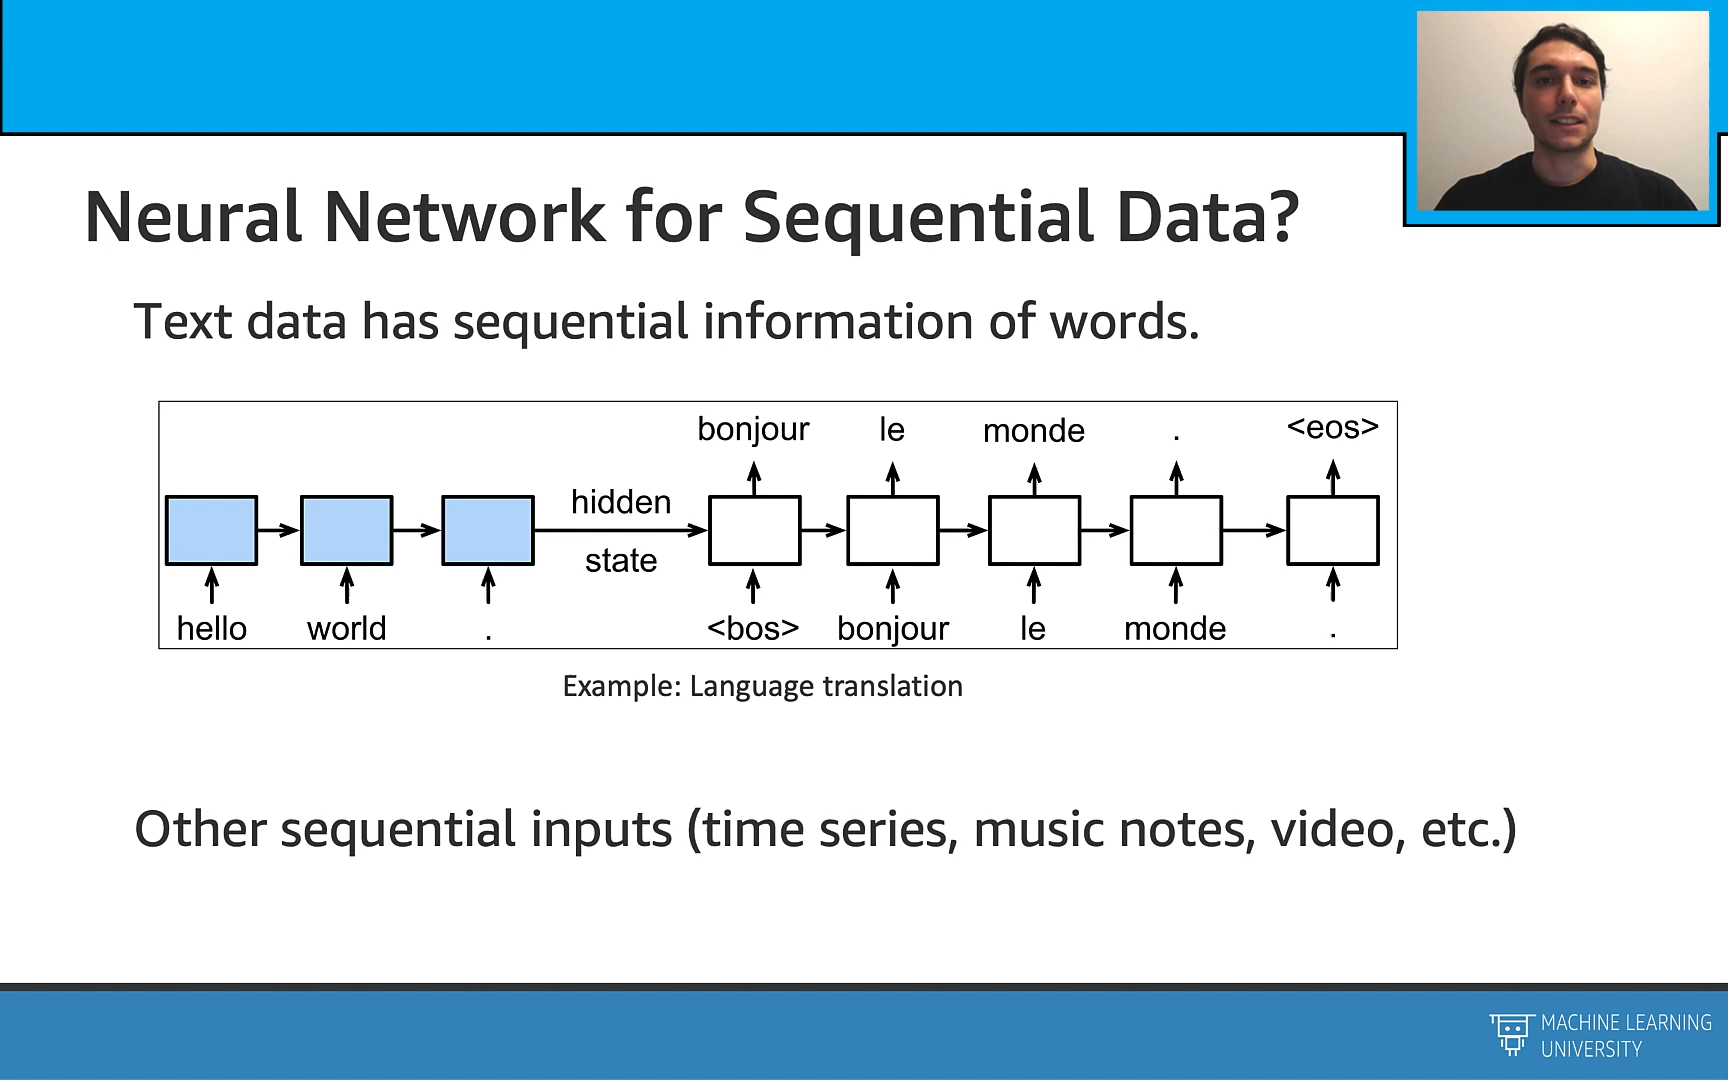 Neural Network for Sequential Data?
Text data has sequential information of words.
bonjour le monde . <eos>
hidden
state
hello world . <bos> bonjour le monde .
Example: Language translation
Other sequential inputs (time series, music notes, video, etc.)
MACHINE LEARNING
UNIVERSITY